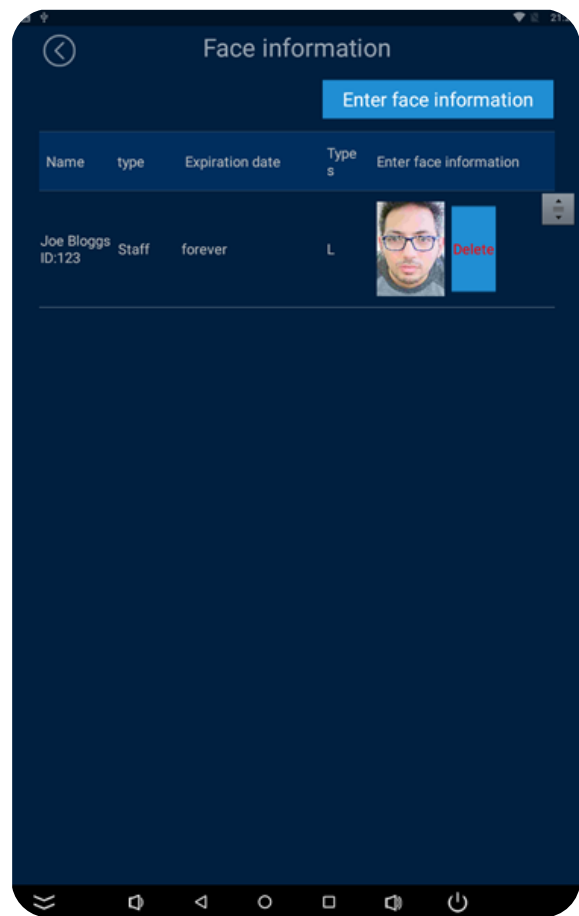 Face information
Enter face information
Name type Expiration date Type
s Enter face information
Joe Bloggs
ID:123 Staff forever L Delete